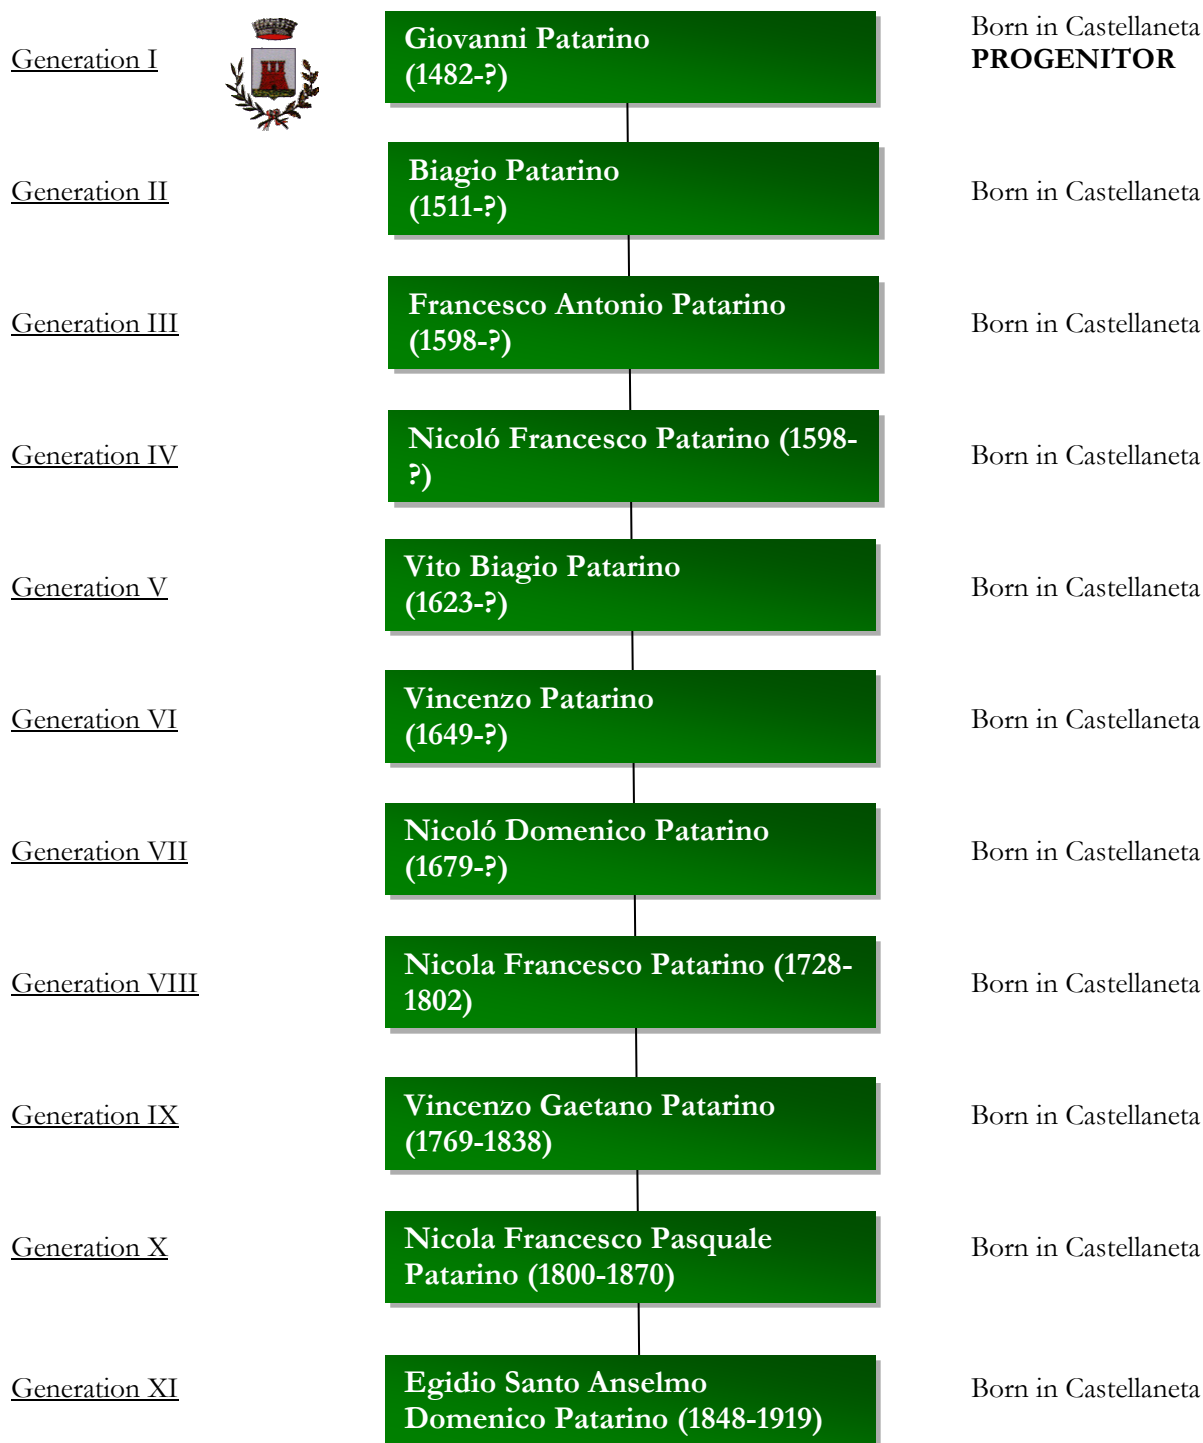 Generation I
Giovanni Patarino
(1482-?)
Born in Castellaneta
PROGENITOR
Generation II
Biagio Patarino
(1511-?)
Born in Castellaneta
Generation III
Francesco Antonio Patarino
(1598-?)
Born in Castellaneta
Generation IV
Nicoló Francesco Patarino (1598-
?)
Born in Castellaneta
Generation V
Vito Biagio Patarino
(1623-?)
Born in Castellaneta
Generation VI
Vincenzo Patarino
(1649-?)
Born in Castellaneta
Generation VII
Nicoló Domenico Patarino
(1679-?)
Born in Castellaneta
Generation VIII
Nicola Francesco Patarino (1728-
1802)
Born in Castellaneta
Generation IX
Vincenzo Gaetano Patarino
(1769-1838)
Born in Castellaneta
Generation X
Nicola Francesco Pasquale
Patarino (1800-1870)
Born in Castellaneta
Generation XI
Egidio Santo Anselmo
Domenico Patarino (1848-1919)
Born in Castellaneta